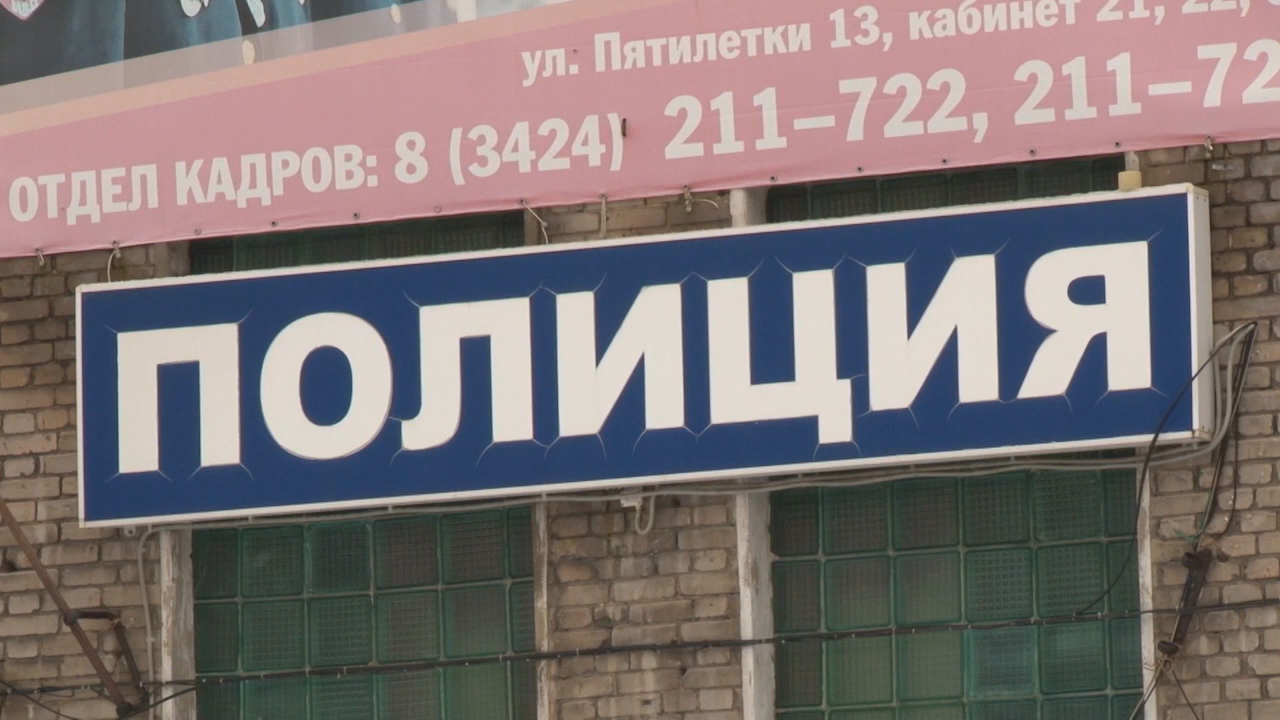 ул. Пятилетки 13, кабинет 21, 22,
ОТДЕЛ КАДРОВ: 8 (3424) 211-722, 211-72
ПОЛИЦИЯ